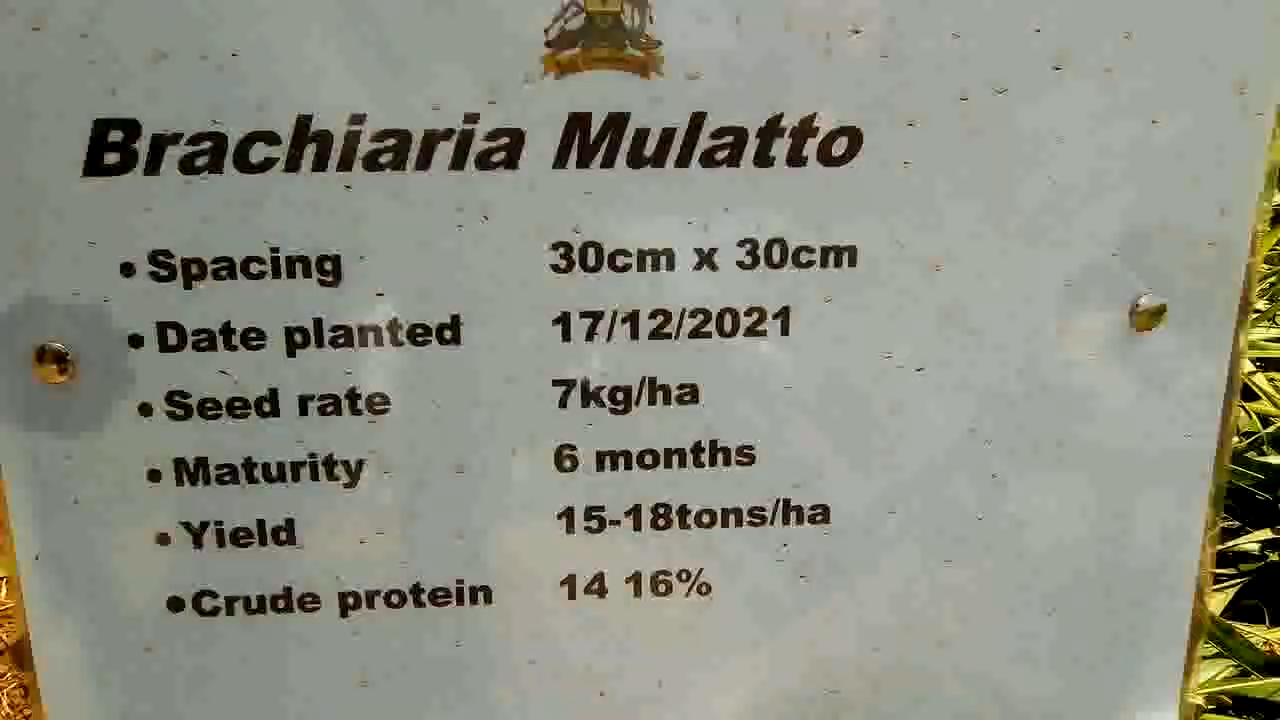 Brachiaria Mulatto
• Spacing 30cm x 30cm
• Date planted 17/12/2021
• Seed rate 7kg/ha
• Maturity 6 months
• Yield 15-18tons/ha
• Crude protein 14 16%